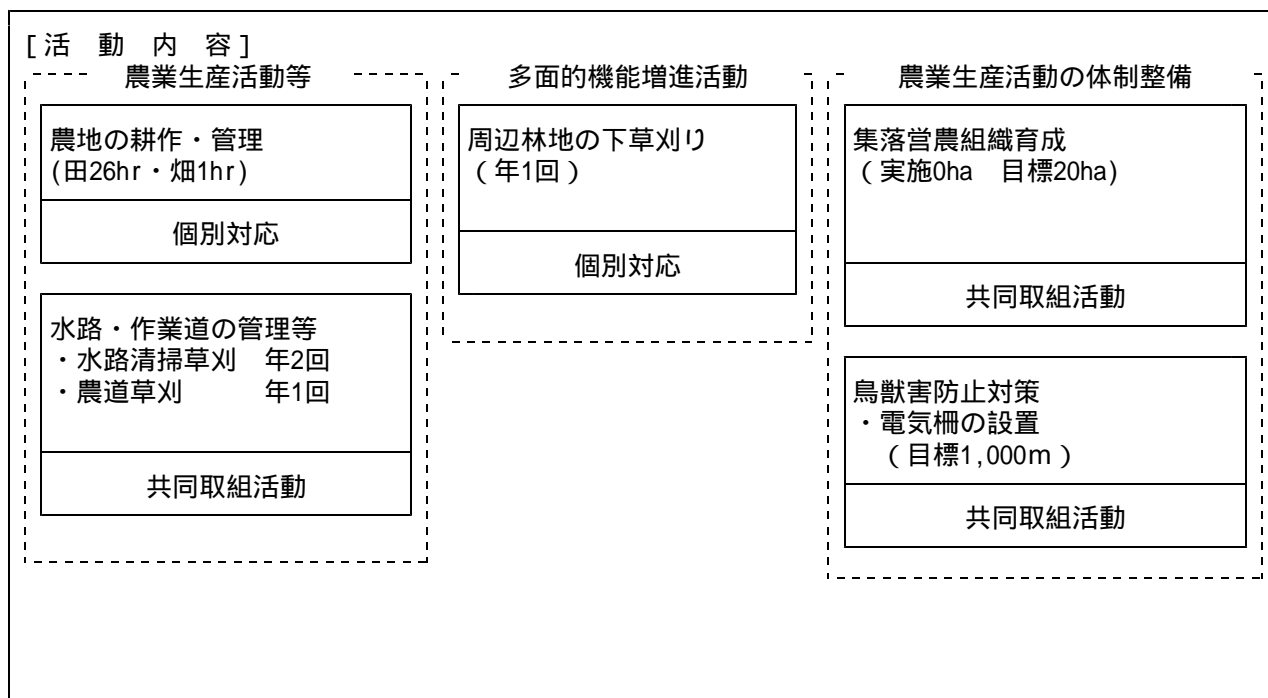 [活 動 内 容]
農業生産活動等
農地の耕作・管理
(田26hr・畑1hr)
個別対応
水路・作業道の管理等
・水路清掃草刈 年2回
・農道草刈 年1回
共同取組活動
多面的機能増進活動
周辺林地の下草刈り
(年1回)
個別対応
農業生産活動の体制整備
集落営農組織育成
(実施0ha 目標20ha)
共同取組活動
鳥獣害防止対策
・電気柵の設置
(目標1,000m)
共同取組活動